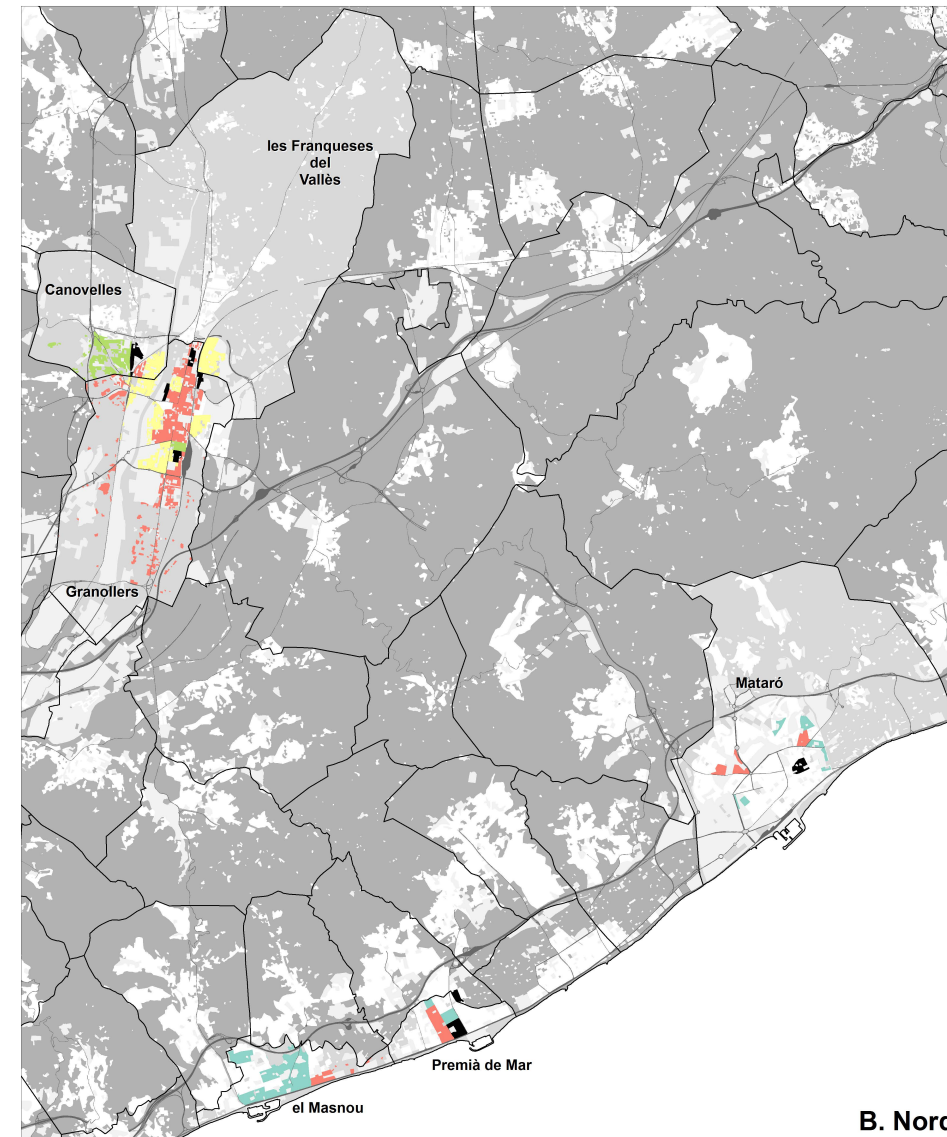 les Franqueses
del
Vallès
Canovelles
Granollers
Mataró
Premià de Mar
el Masnou
B. Nord